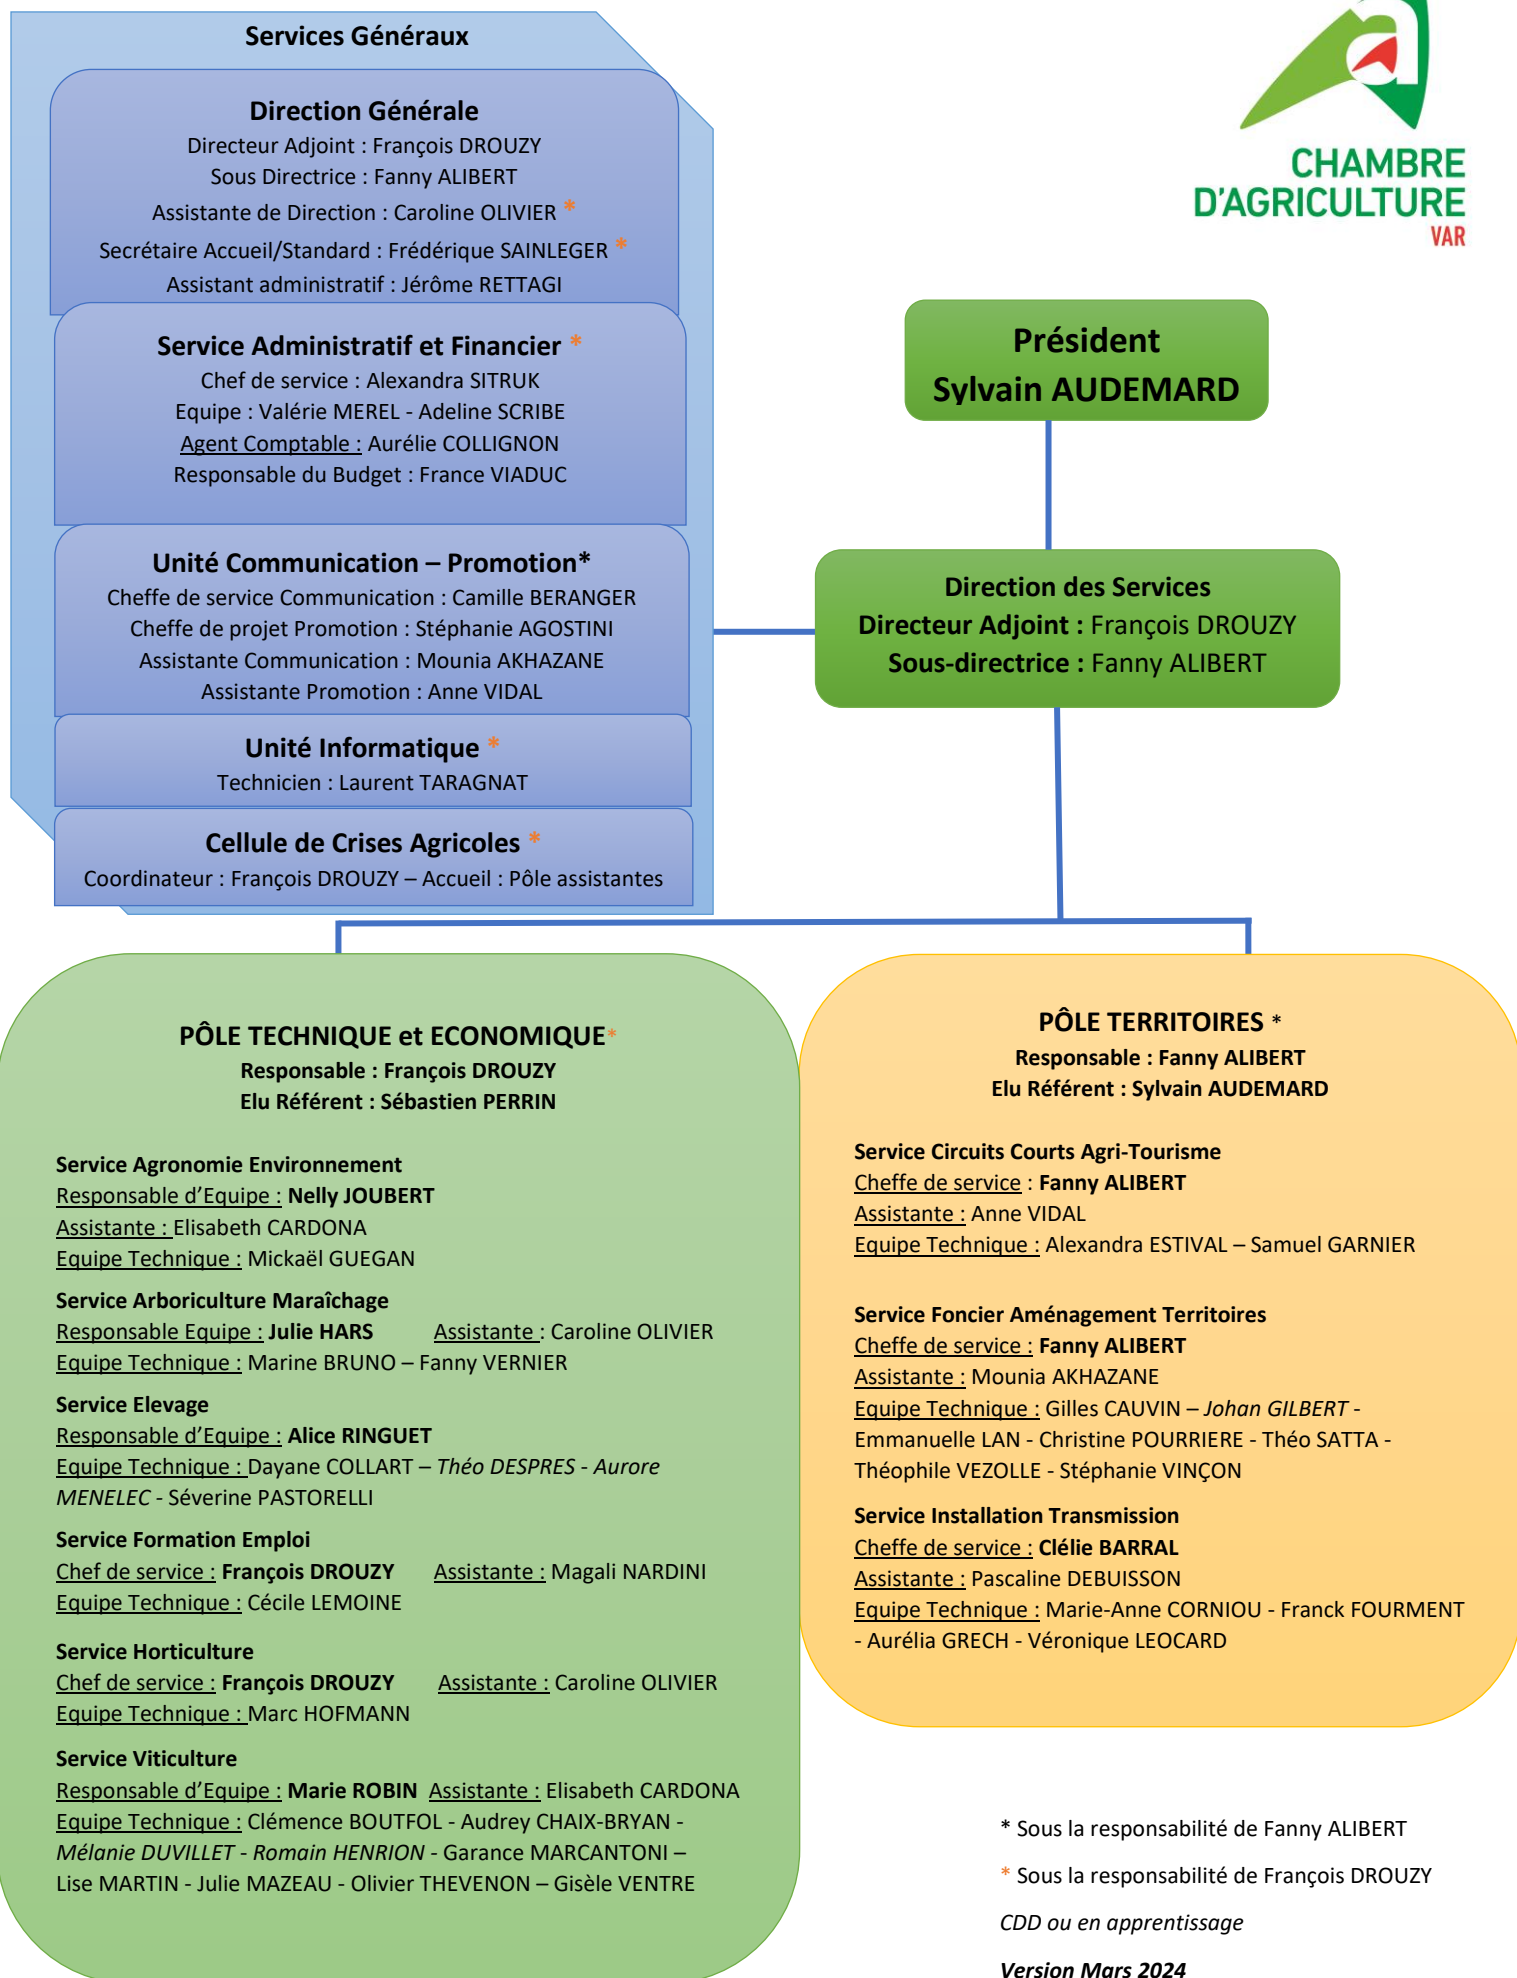 Services Généraux
Direction Générale
Directeur Adjoint : François DROUZY
Sous Directrice : Fanny ALIBERT
Assistante de Direction : Caroline OLIVIER *
Secrétaire Accueil/Standard : Frédérique SAINLEGER *
Assistant administratif : Jérôme RETTAGI
Service Administratif et Financier *
Chef de service : Alexandra SITRUK
Equipe : Valérie MEREL - Adeline SCRIBE
Agent Comptable : Aurélie COLLIGNON
Responsable du Budget : France VIADUC
Unité Communication – Promotion*
Cheffe de service Communication : Camille BERANGER
Cheffe de projet Promotion : Stéphanie AGOSTINI
Assistante Communication : Mounia AKHAZANE
Assistante Promotion : Anne VIDAL
Unité Informatique *
Technicien : Laurent TARAGNAT
Cellule de Crises Agricoles *
Coordinateur : François DROUZY – Accueil : Pôle assistantes
a
CHAMBRE
D'AGRICULTURE
VAR
Président
Sylvain AUDEMARD
Direction des Services
Directeur Adjoint : François DROUZY
Sous-directrice : Fanny ALIBERT
PÔLE TECHNIQUE et ECONOMIQUE*
Responsable : François DROUZY
Elu Référent : Sébastien PERRIN
Service Agronomie Environnement
Responsable d’Equipe : Nelly JOUBERT
Assistante : Elisabeth CARDONA
Equipe Technique : Mickaël GUEGAN
Service Arboriculture Maraîchage
Responsable Equipe : Julie HARS Assistante : Caroline OLIVIER
Equipe Technique : Marine BRUNO – Fanny VERNIER
Service Elevage
Responsable d’Equipe : Alice RINGUET
Equipe Technique : Dayane COLLART – Théo DESPRES - Aurore
MENELEC - Séverine PASTORELLI
Service Formation Emploi
Chef de service : François DROUZY Assistante : Magali NARDINI
Equipe Technique : Cécile LEMOINE
Service Horticulture
Chef de service : François DROUZY Assistante : Caroline OLIVIER
Equipe Technique : Marc HOFMANN
Service Viticulture
Responsable d’Equipe : Marie ROBIN Assistante : Elisabeth CARDONA
Equipe Technique : Clémence BOUTFOL - Audrey CHAIX-BRYAN -
Mélanie DUVILLET - Romain HENRION - Garance MARCANTONI –
Lise MARTIN - Julie MAZEAU - Olivier THEVENON – Gisèle VENTRE
PÔLE TERRITOIRES *
Responsable : Fanny ALIBERT
Elu Référent : Sylvain AUDEMARD
Service Circuits Courts Agri-Tourisme
Cheffe de service : Fanny ALIBERT
Assistante : Anne VIDAL
Equipe Technique : Alexandra ESTIVAL – Samuel GARNIER
Service Foncier Aménagement Territoires
Cheffe de service : Fanny ALIBERT
Assistante : Mounia AKHAZANE
Equipe Technique : Gilles CAUVIN – Johan GILBERT -
Emmanuelle LAN - Christine POURRIERE - Théo SATTA -
Théophile VEZOLLE - Stéphanie VINÇON
Service Installation Transmission
Cheffe de service : Clélie BARRAL
Assistante : Pascaline DEBUISSON
Equipe Technique : Marie-Anne CORNIOU - Franck FOURMENT
- Aurélia GRECH - Véronique LEOCARD
* Sous la responsabilité de Fanny ALIBERT
* Sous la responsabilité de François DROUZY
CDD ou en apprentissage
Version Mars 2024